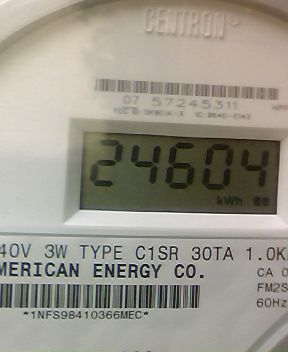 CENTRON®
07 57245311
24604
kWh
40V 3W TYPE C1SR 30TA 1.0K
MERICAN ENERGY CO.
CA 0
FM2S
60Hz
*1NFS98410366MEC*